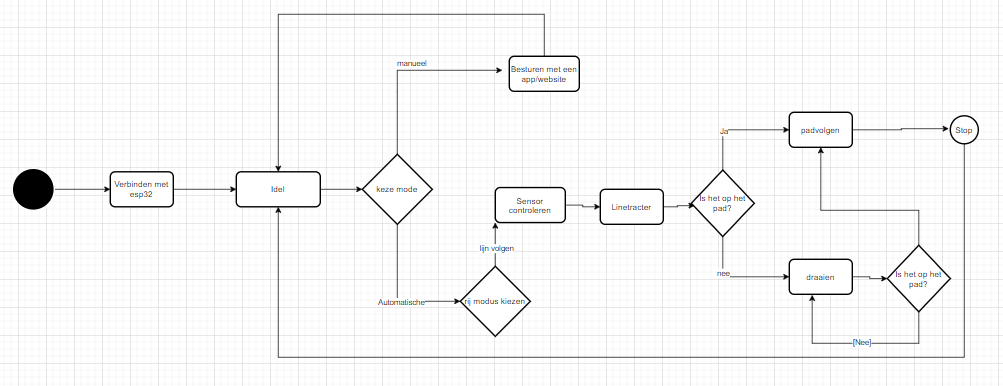 manueel
Besturen met een
app/website
Verbinden met
esp32
Idel
keze mode
Automatische
rij modus kiezen
lijn volgen
Sensor
controleren
Linetracter
Is het op het
pad?
Ja
padvolgen
Stop
nee
draaien
Is het op het
pad?
[Nee]